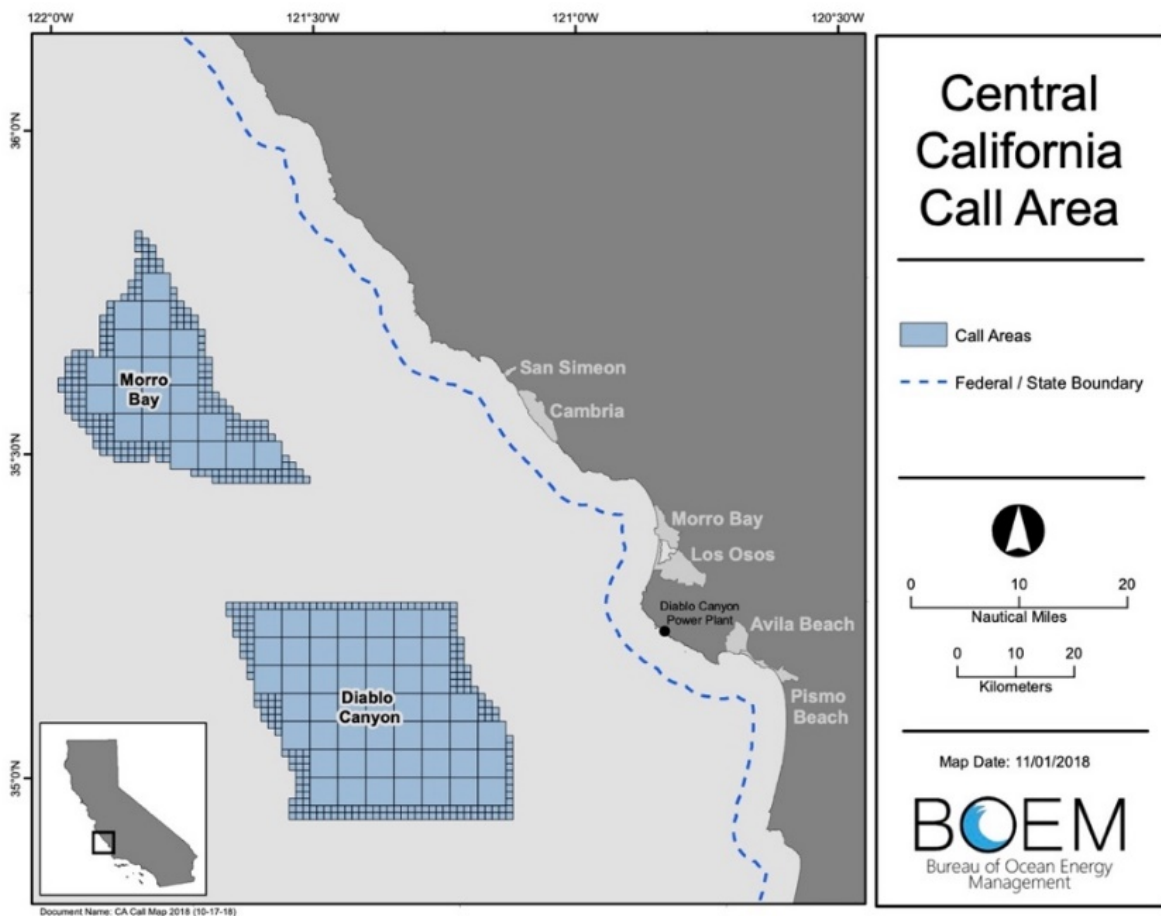 122°0'W 121°30'W 121°0'W 120°30'W
36°0'N
35°30'N
35°0'N
Morro
Bay
San Simeon
Cambria
Morro Bay
Los Osos
Diablo Canyon
Power Plant
Avila Beach
Pismo
Beach
Diablo
Canyon
Document Name: CA Call Map 2018 (10-17-18)
Central
California
Call Area
Call Areas
Federal / State Boundary
0 10 20
Nautical Miles
0 10 20
Kilometers
Map Date: 11/01/2018
BOEM
Bureau of Ocean Energy
Management